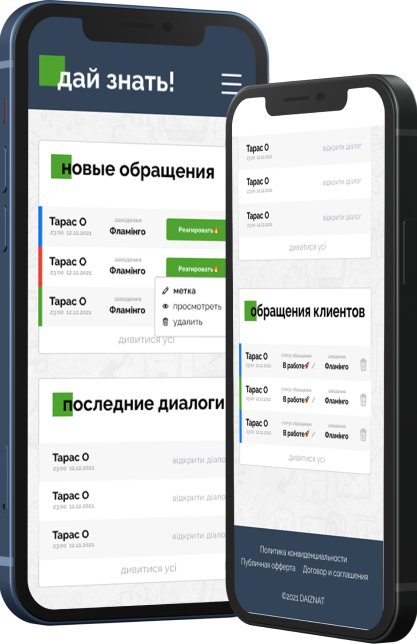 дай знать!
новые обращения
Тарас О
23:00 12.12.2021
заведение
Фламінго
Реагировать
Тарас О
23:00 12.12.2021
заведение
Фламінго
Реагировать
Тарас О
23:00 12.12.2021
заведение
Фламінго
метка
просмотреть
удалить
дивитися усі
последние диалоги
Тарас О
23:00 12.12.2021
відкрити діало
Тарас О
23:00 12.12.2021
відкрити діало
Тарас О
23:00 12.12.2021
відкрити діало
дивитися усі
Тарас О
23:00 12.12.2021
відкрити діалог
Тарас О
23:00 12.12.2021
відкрити діалог
Тарас О
23:00 12.12.2021
відкрити діалог
дивитися усі
обращения клиентов
Тарас О
23:00 12.12.2021
статус обращения
В работе
заведение
Фламінго
Тарас О
23:00 12.12.2021
статус обращения
В работе
заведение
Фламінго
Тарас О
23:00 12.12.2021
статус обращения
В работе
заведение
Фламінго
дивитися усі
Политика конфиденциальности
Публичная офферта Договор и соглашения
©2021 DAIZNAT